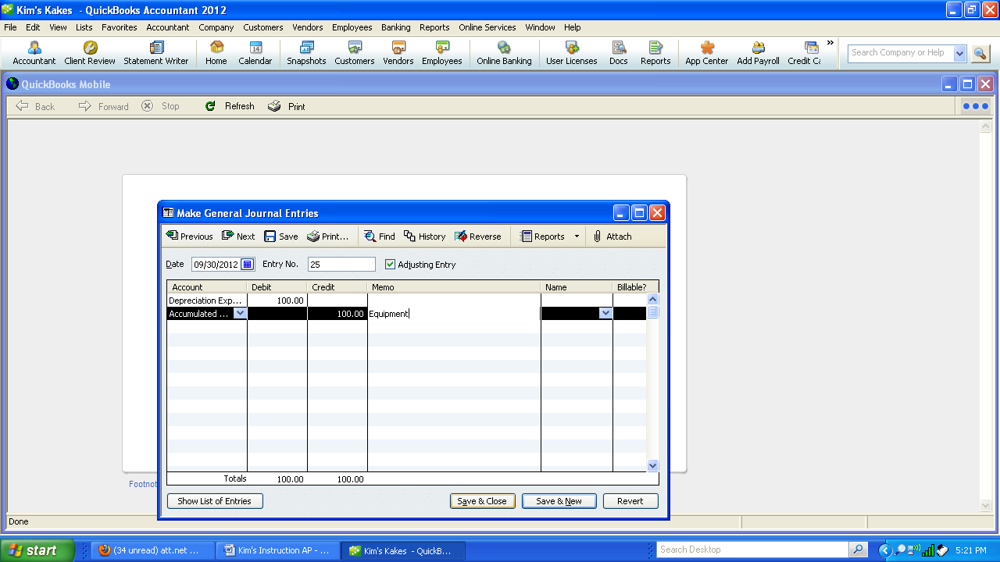 Kim's Kakes - QuickBooks Accountant 2012
File Edit View Lists Favorites Accountant Company Customers Vendors Employees Banking Reports Online Services Window Help
Accountant Client Review Statement Writer Home Calendar Snapshots Customers Vendors Employees Online Banking User Licenses Docs Reports App Center Add Payroll Credit Ca Search Company or Help
QuickBooks Mobile
Back Forward Stop Refresh Print
Make General Journal Entries
Previous Next Save Print... Find History Reverse Reports Attach
Date 09/30/2012 Entry No. 25 Adjusting Entry
Account Debit Credit Memo Name Billable?
Depreciation Exp... 100.00
Accumulated ... 100.00 Equipment
Totals 100.00 100.00
Footnot
Show List of Entries Save & Close Save & New Revert
Done
start (34 unread) att.net ... Kim's Instruction AP - ... Kim's Kakes - QuickB... Search Desktop 5:21 PM